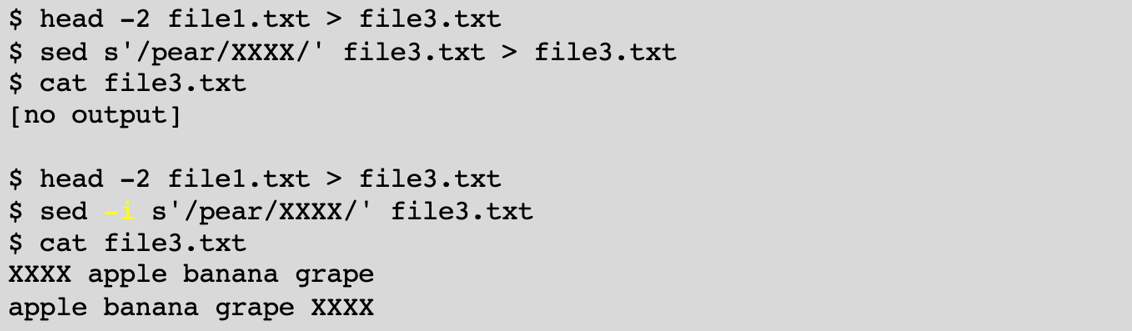 $ head -2 file1.txt > file3.txt
$ sed s'/pear/XXXX/' file3.txt > file3.txt
$ cat file3.txt
[no output]
$ head -2 file1.txt > file3.txt
$ sed -i s'/pear/XXXX/' file3.txt
$ cat file3.txt
XXXX apple banana grape
apple banana grape XXXX